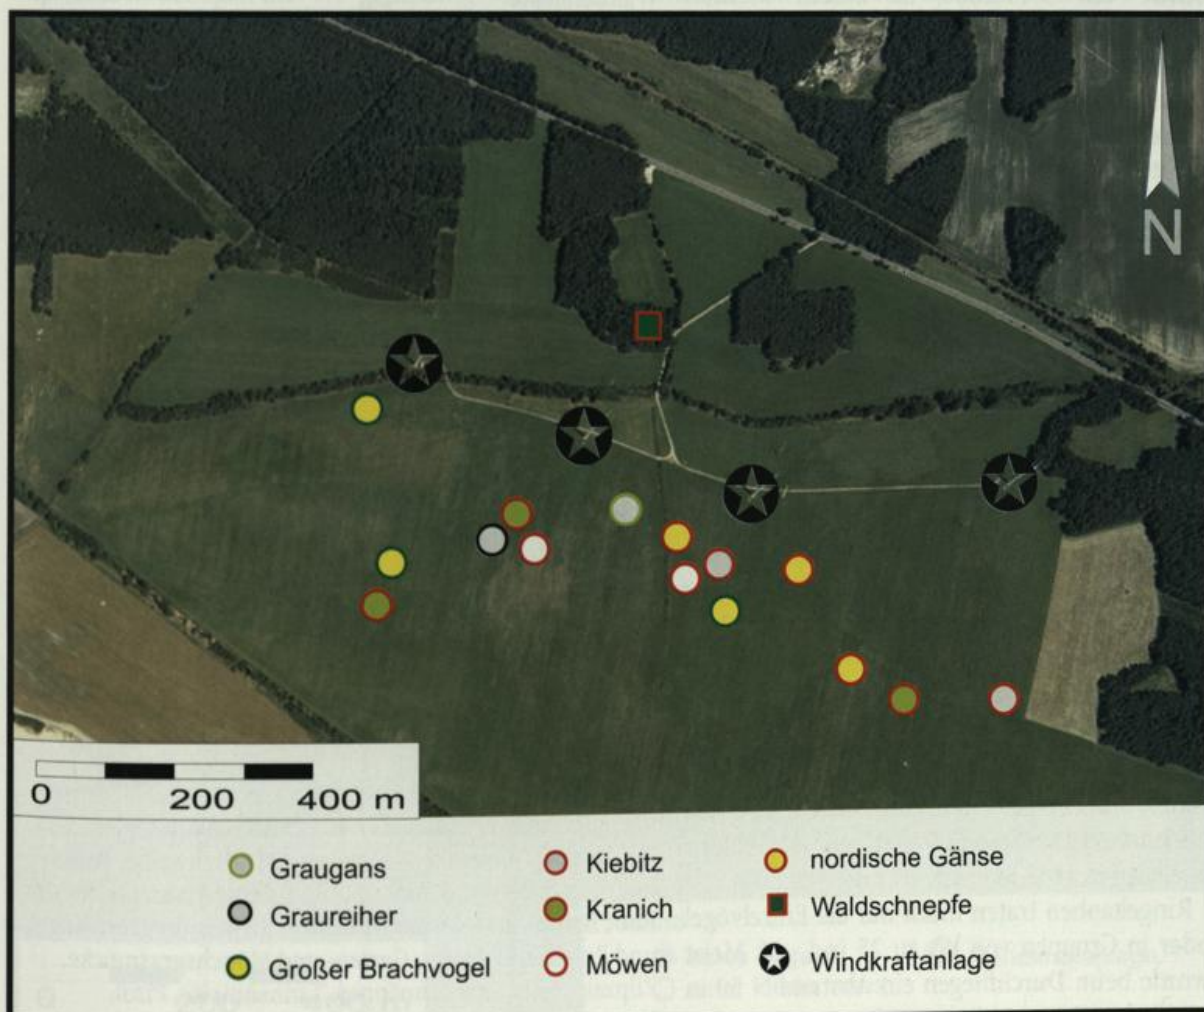 N
0 200 400 m
Graugans Kiebitz nordische Gänse
Graureiher Kranich Waldschnepfe
Großer Brachvogel Möwen Windkraftanlage